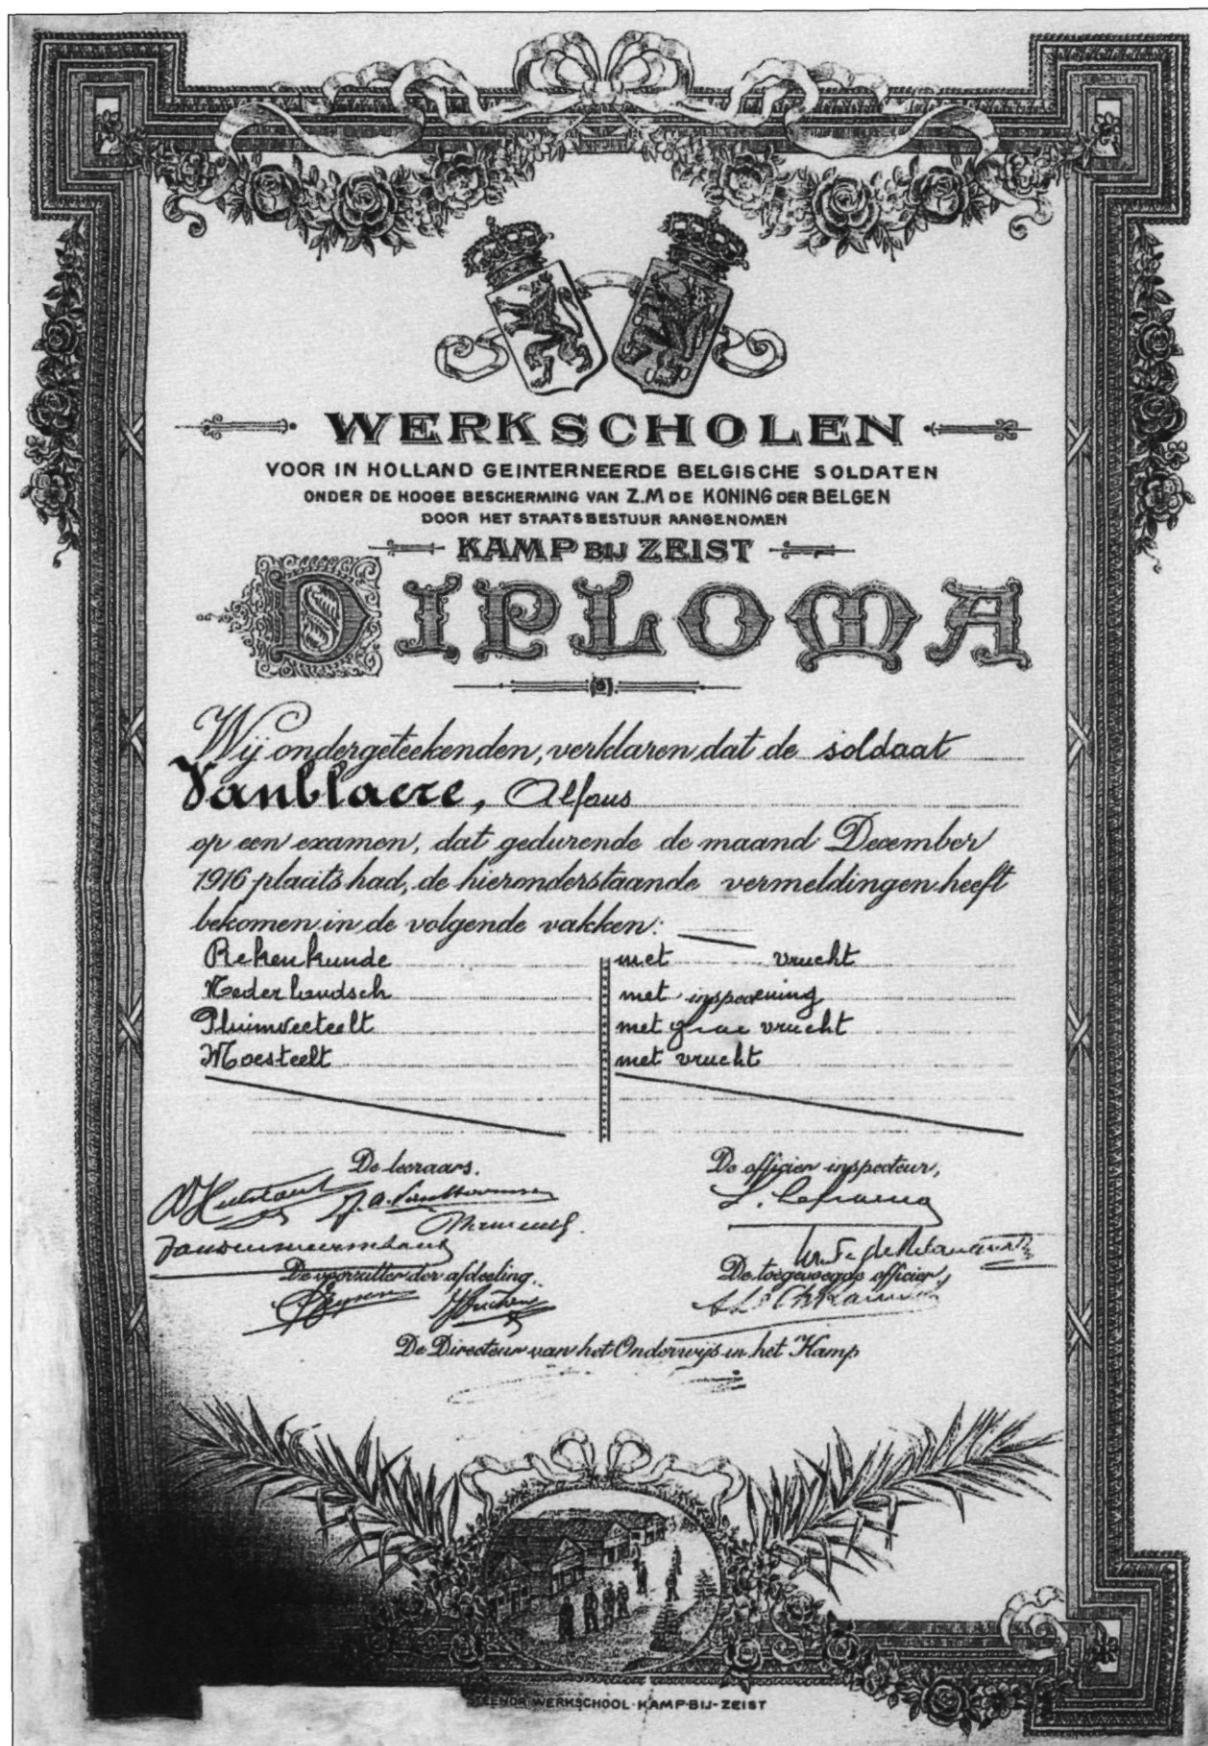 WERKSCHOLEN
VOOR IN HOLLAND GEINTERNEERDE BELGISCHE SOLDATEN
ONDER DE HOOGE BESCHERMING VAN Z.M DE KONING DER BELGEN
DOOR HET STAATSBESTUUR AANGENOMEN
KAMP BIJ ZEIST
DIPLOMA
Wij ondergeteekenden, verklaren dat de soldaat
Vanblaere, Alfons
op een examen, dat gedurende de maand December
1916 plaats had, de hieronderstaande vermeldingen heeft
bekomen in de volgende vakken:
Rekenkunde met vrucht
Nederlandsch met
Pluimveeteelt met vrucht
Moesteelt met vrucht
De leeraars. De officier inspecteur,
De voorzitter der afdeeling. De toegevoegde officier,
De Directeur van het Onderwijs in het Kamp
WERKSCHOOL-KAMP-BIJ-ZEIST